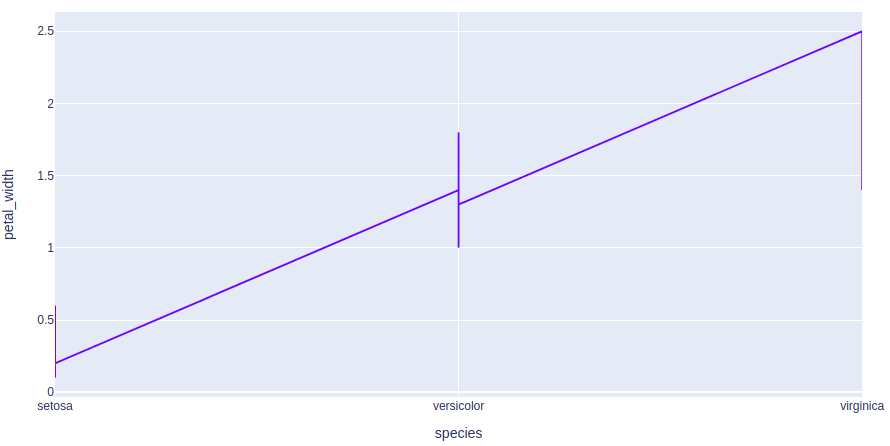 2.5
2
1.5
1
0.5
0
petal_width
setosa
versicolor
virginica
species